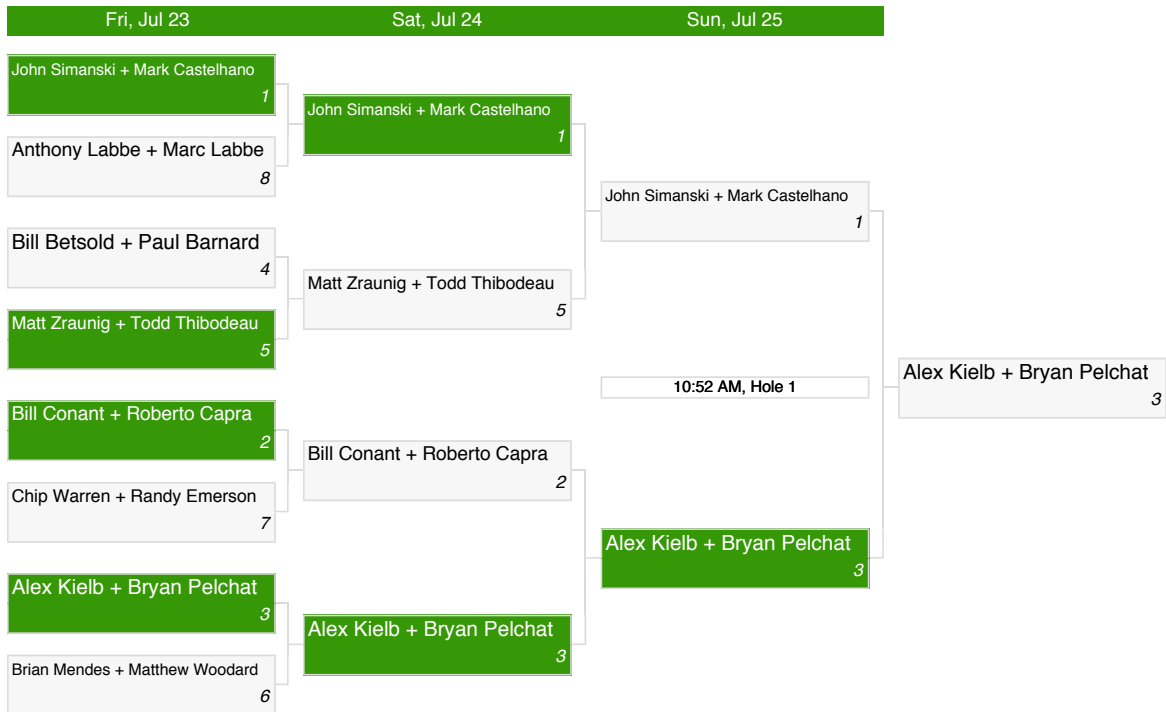 Fri, Jul 23
Sat, Jul 24
Sun, Jul 25
John Simanski + Mark Castelhano
1
Anthony Labbe + Marc Labbe
8
Bill Betsold + Paul Barnard
4
Matt Zraunig + Todd Thibodeau
5
Bill Conant + Roberto Capra
2
Chip Warren + Randy Emerson
7
Alex Kielb + Bryan Pelchat
3
Brian Mendes + Matthew Woodard
6
John Simanski + Mark Castelhano
1
Matt Zraunig + Todd Thibodeau
5
Bill Conant + Roberto Capra
2
Alex Kielb + Bryan Pelchat
3
John Simanski + Mark Castelhano
1
10:52 AM, Hole 1
Alex Kielb + Bryan Pelchat
3
Alex Kielb + Bryan Pelchat
3